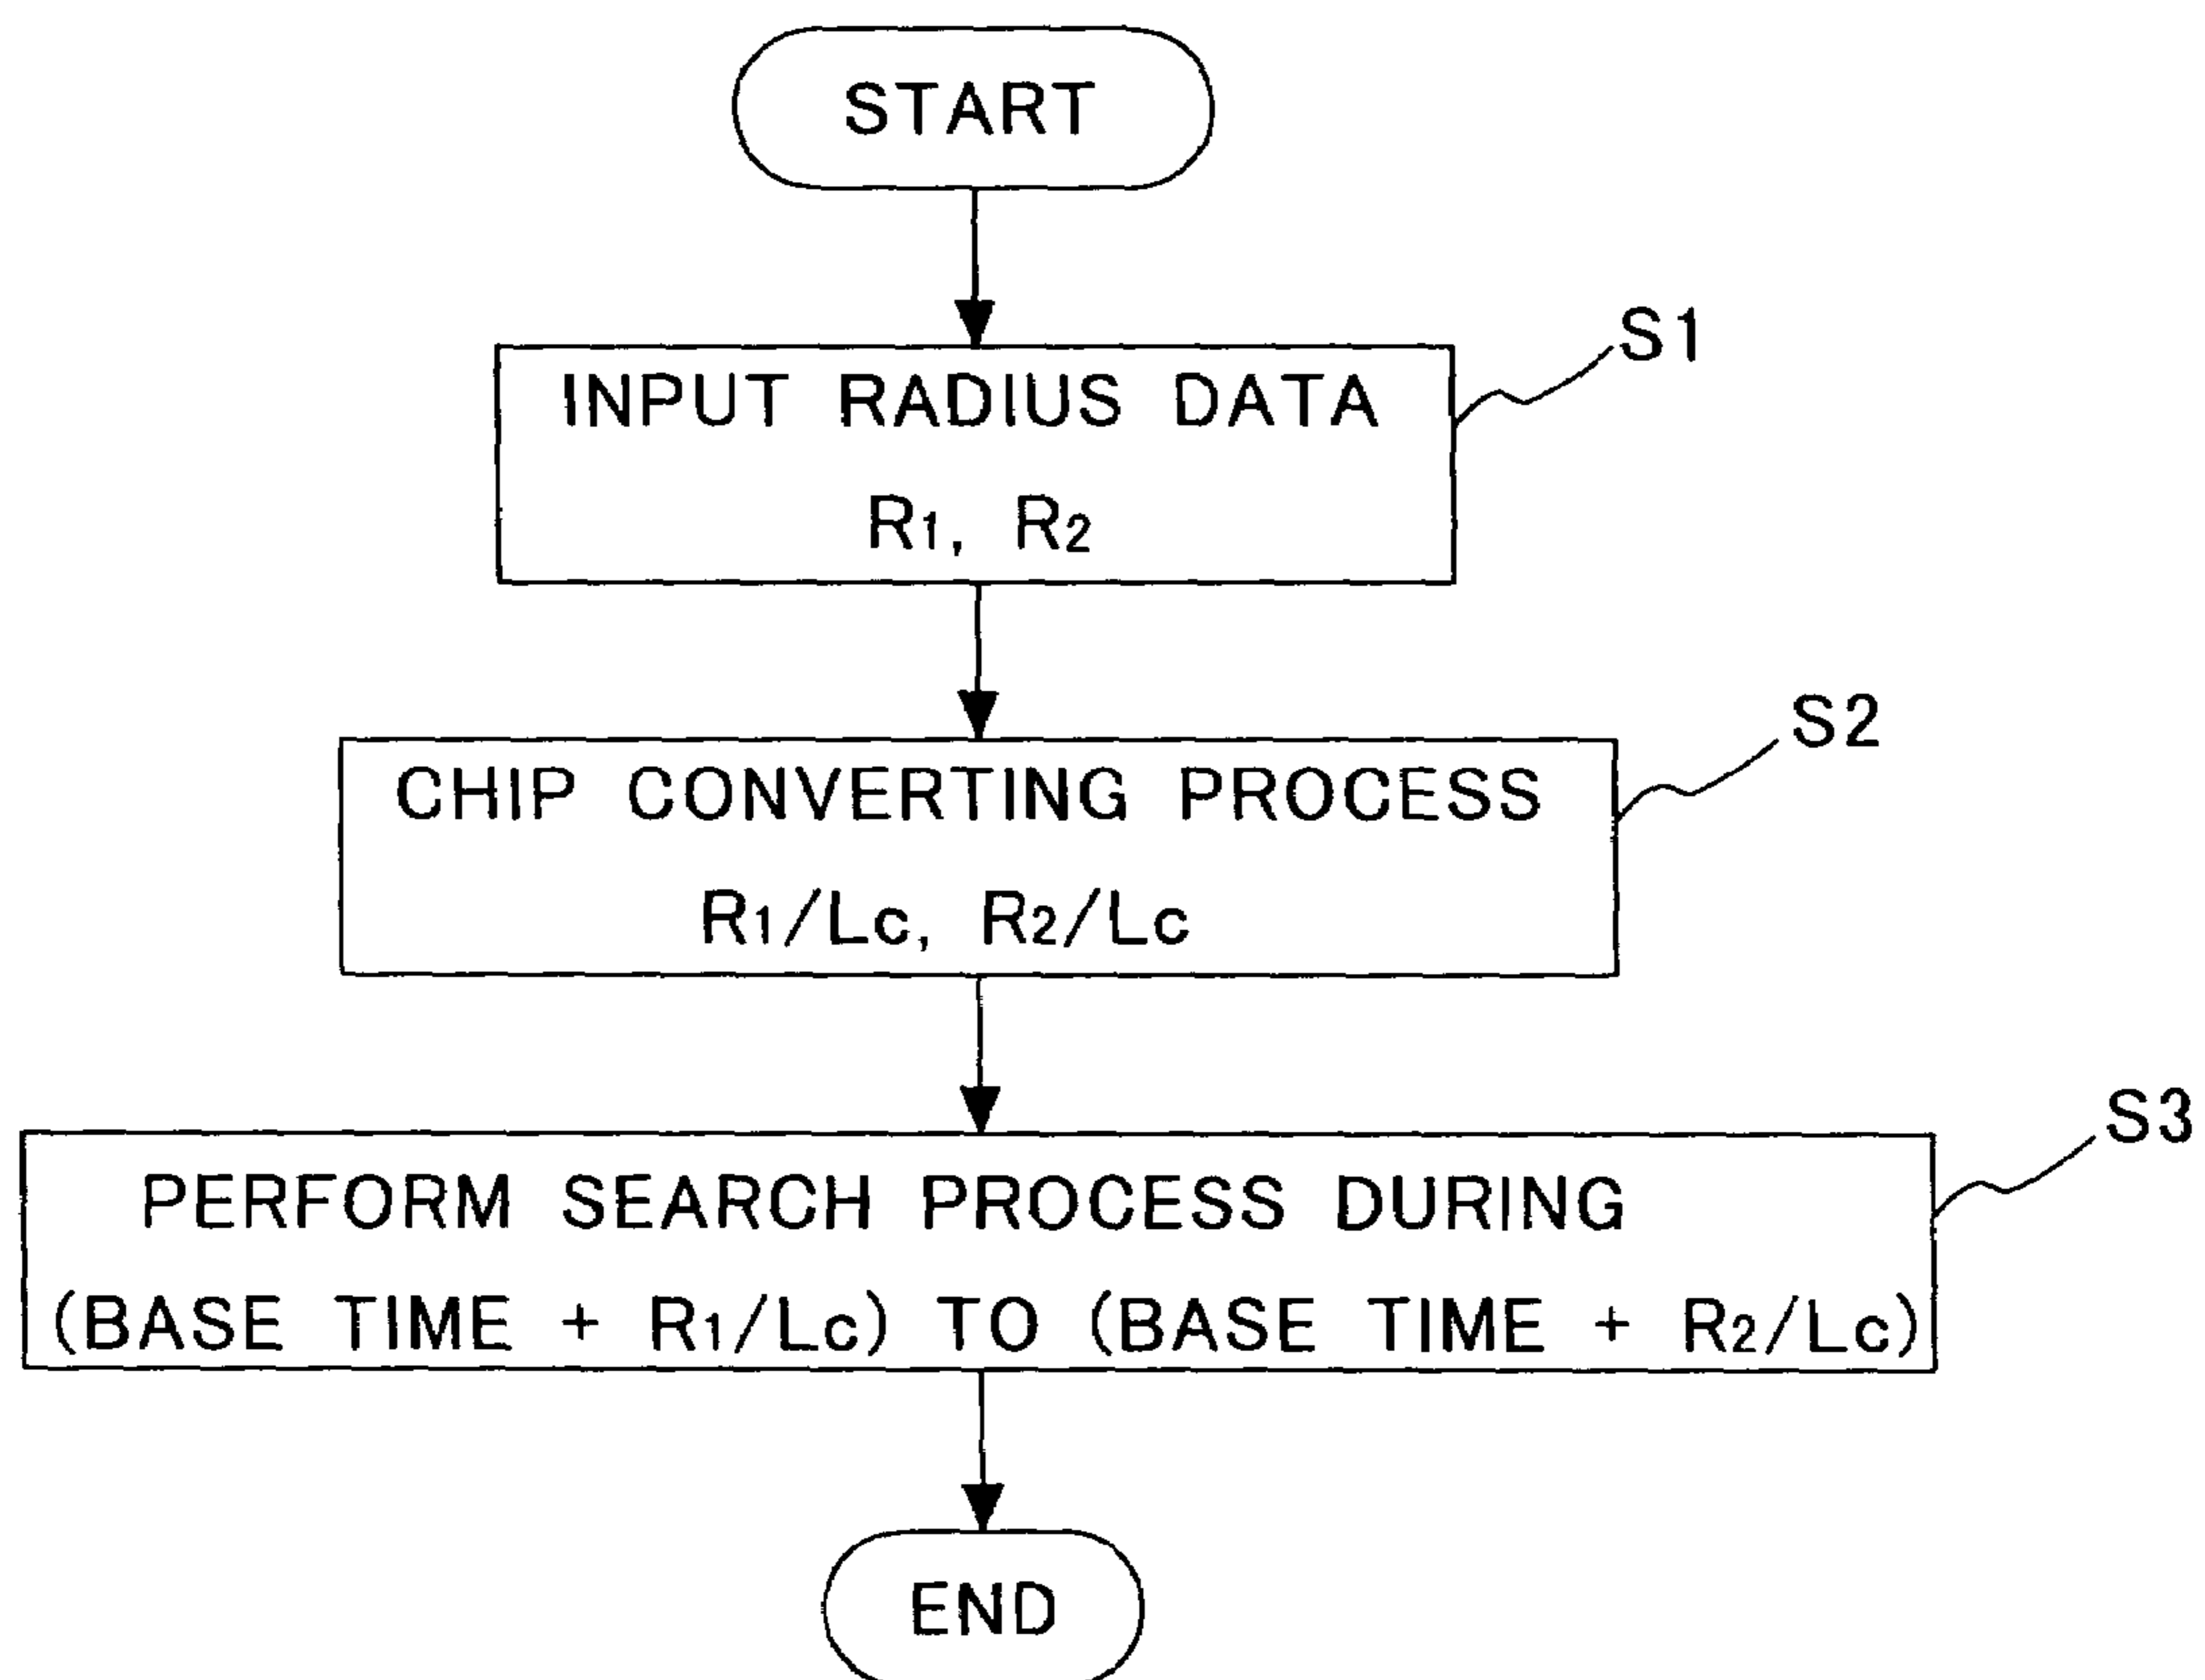 START
S1
INPUT RADIUS DATA
R1, R2
S2
CHIP CONVERTING PROCESS
R1/Lc, R2/Lc
S3
PERFORM SEARCH PROCESS DURING
(BASE TIME + R1/Lc) TO (BASE TIME + R2/Lc)
END